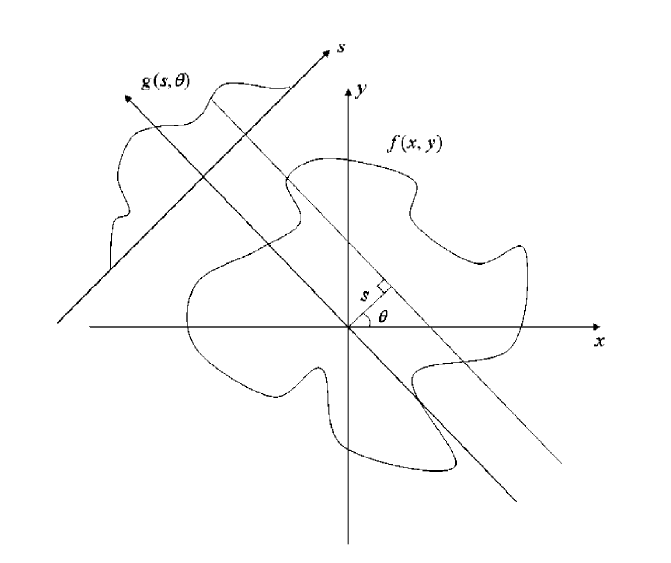 s
g(s,θ)
y
f(x, y)
s
θ
x